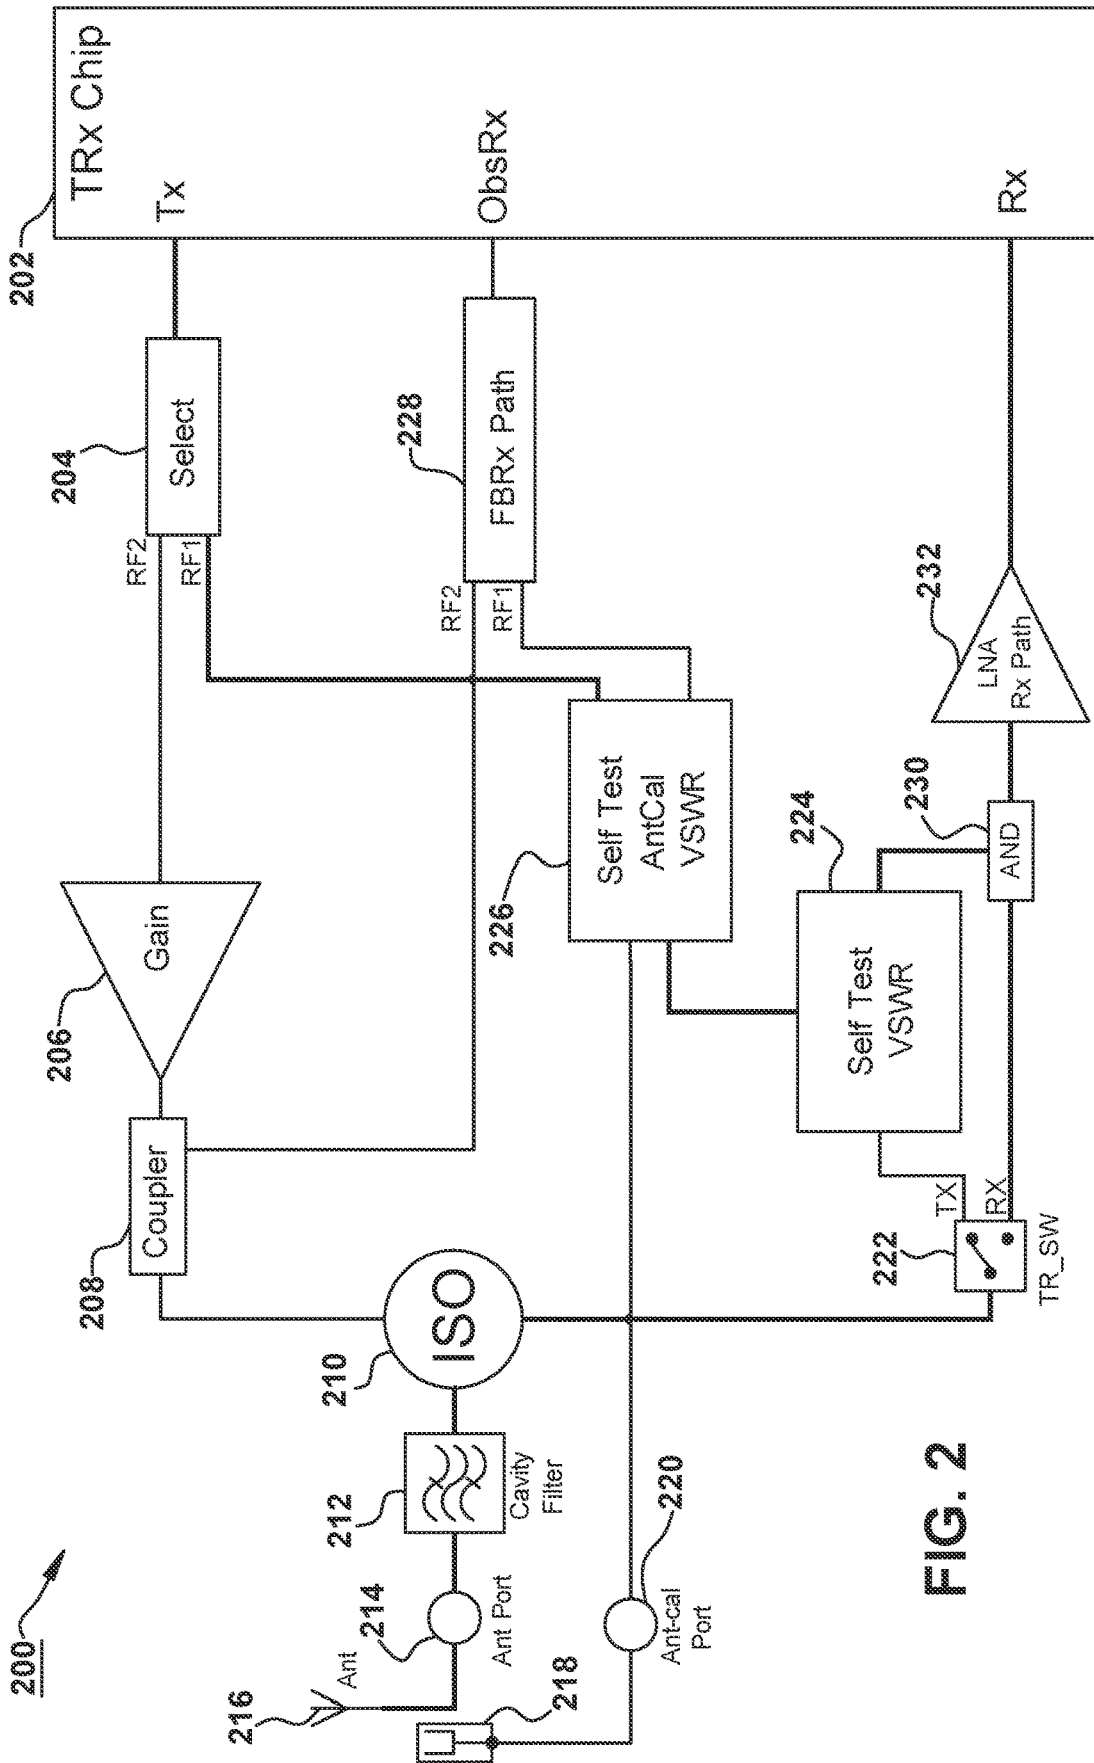 200
202
TRx Chip
Tx
ObsRx
Rx
204
Select
RF2
RF1
206
Gain
208
Coupler
228
FBRx Path
RF2
RF1
226
Self Test
AntCal
VSWR
224
Self Test
VSWR
230
AND
232
LNA
Rx Path
210
ISO
222
TX
RX
TR_SW
212
Cavity
Filter
214
Ant Port
216
Ant
218
220
Ant-cal
Port
FIG. 2